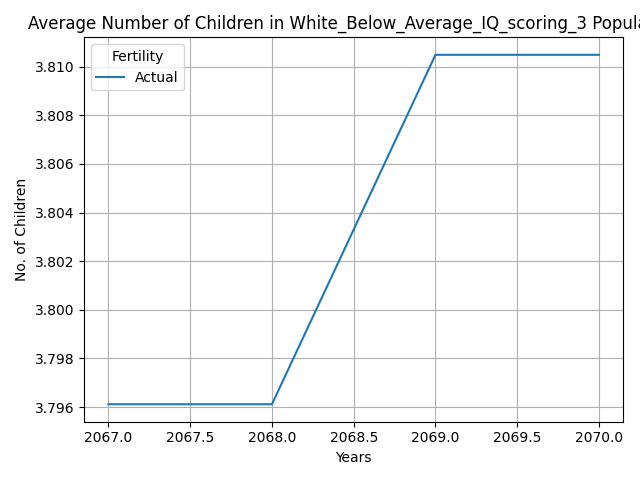 Average Number of Children in White_Below_Average_IQ_scoring_3 Popula
Fertility
Actual
3.810
3.808
3.806
3.804
3.802
3.800
3.798
3.796
No. of Children
2067.0 2067.5 2068.0 2068.5 2069.0 2069.5 2070.0
Years